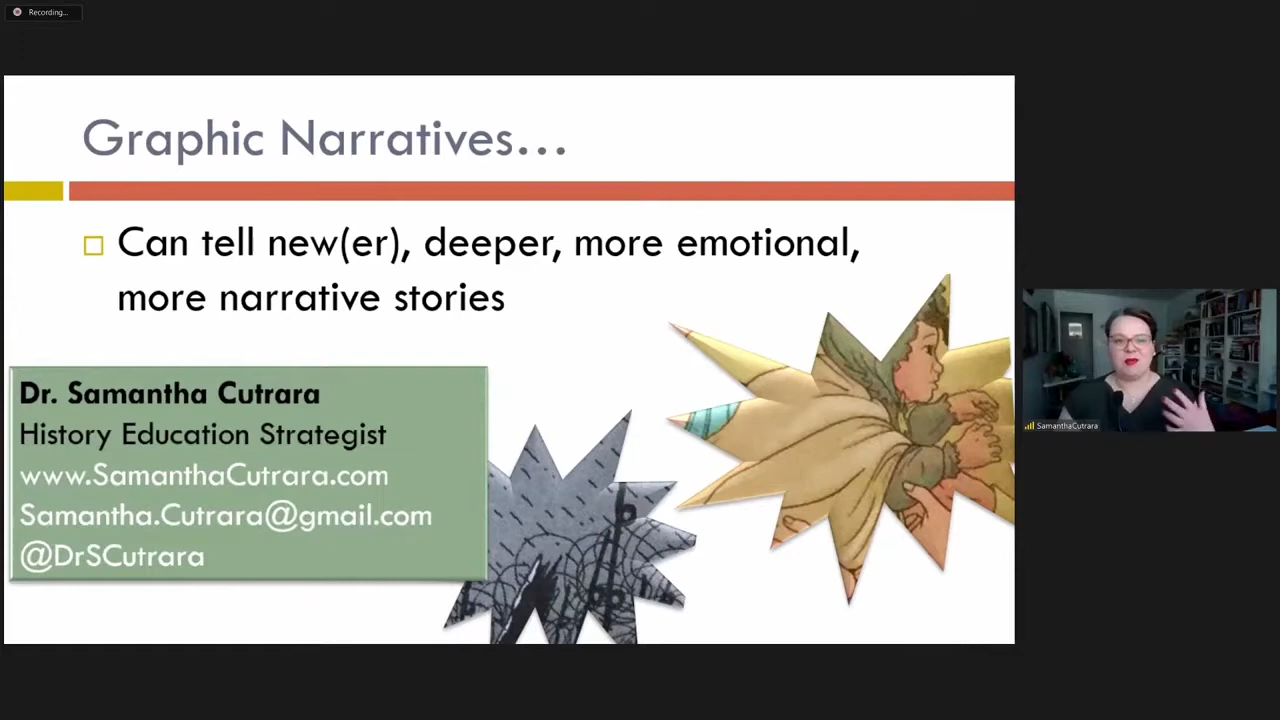 Recording...
Graphic Narratives...
Can tell new(er), deeper, more emotional,
more narrative stories
Dr. Samantha Cutrara
History Education Strategist
www.SamanthaCutrara.com
Samantha.Cutrara@gmail.com
@DrSCutrara
SamanthaCutrara